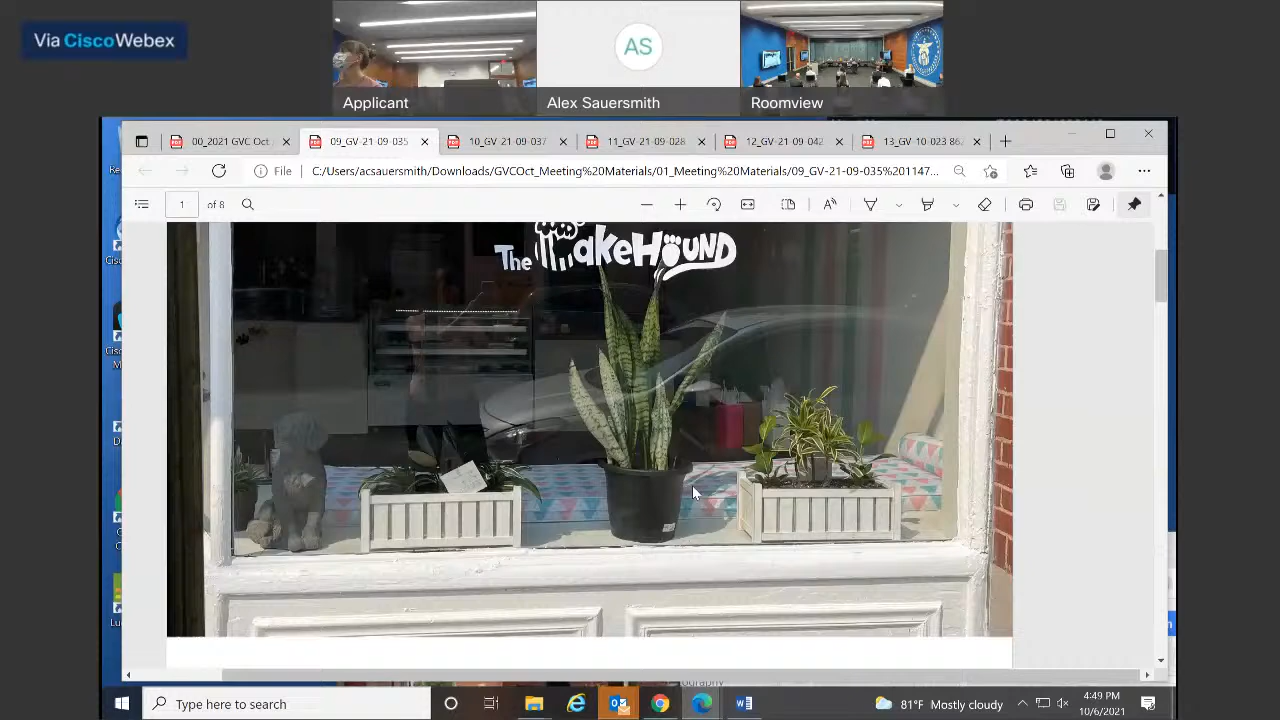 Via CiscoWebex
AS
Applicant
Alex Sauersmith
Roomview
00_2021 GVC Oct
09_GV-21-09-035
10_GV-21-09-037
11_GV-21-09-028
12_GV-21-09-042
13_GV-10-023 86
File
C:/Users/acsauersmith/Downloads/GVCOct_Meeting%20Materials/01_Meeting%20Materials/09_GV-21-09-035%201147...
1 of 8
The CakeHOUND
Type here to search
81°F Mostly cloudy
4:49 PM
10/6/2021